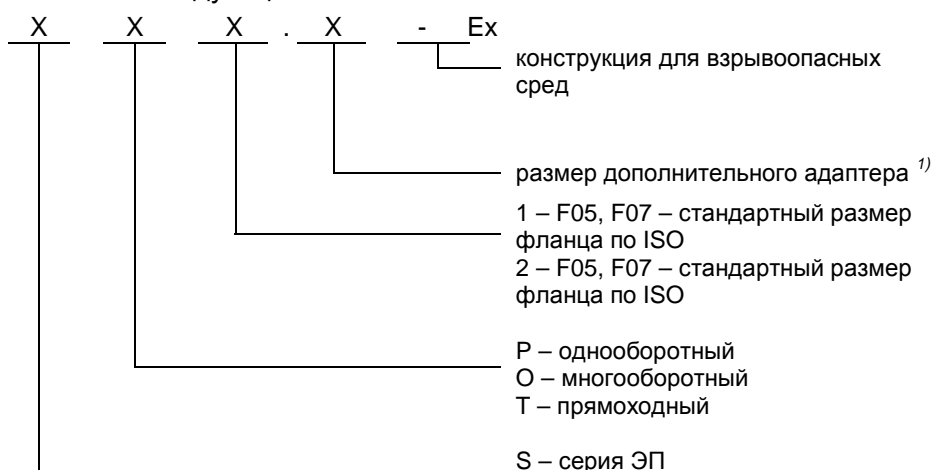 X X X . X - Ex
конструкция для взрывоопасных
сред
размер дополнительного адаптера 1)
1 – F05, F07 – стандартный размер
фланца по ISO
2 – F05, F07 – стандартный размер
фланца по ISO
P – однооборотный
O – многооборотный
T – прямоходный
S – серия ЭП